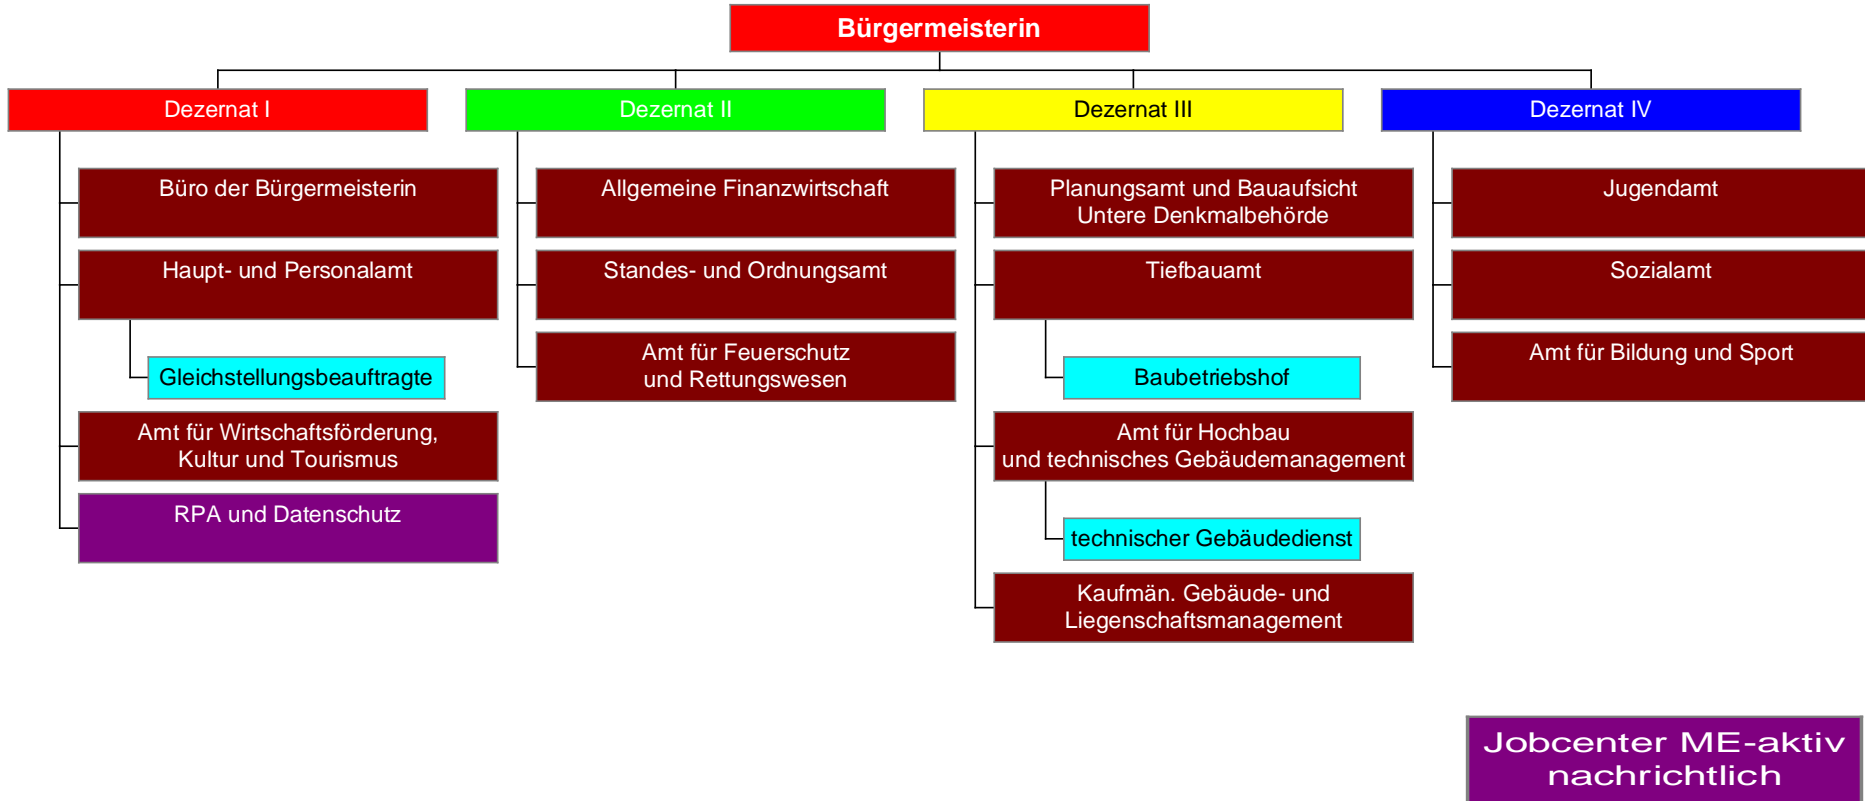 Bürgermeisterin
Dezernat I
Dezernat II
Dezernat III
Dezernat IV
Büro der Bürgermeisterin
Haupt- und Personalamt
Gleichstellungsbeauftragte
Amt für Wirtschaftsförderung,
Kultur und Tourismus
RPA und Datenschutz
Allgemeine Finanzwirtschaft
Standes- und Ordnungsamt
Amt für Feuerschutz
und Rettungswesen
Planungsamt und Bauaufsicht
Untere Denkmalbehörde
Tiefbauamt
Baubetriebshof
Amt für Hochbau
und technisches Gebäudemanagement
technischer Gebäudedienst
Kaufmän. Gebäude- und
Liegenschaftsmanagement
Jugendamt
Sozialamt
Amt für Bildung und Sport
Jobcenter ME-aktiv
nachrichtlich